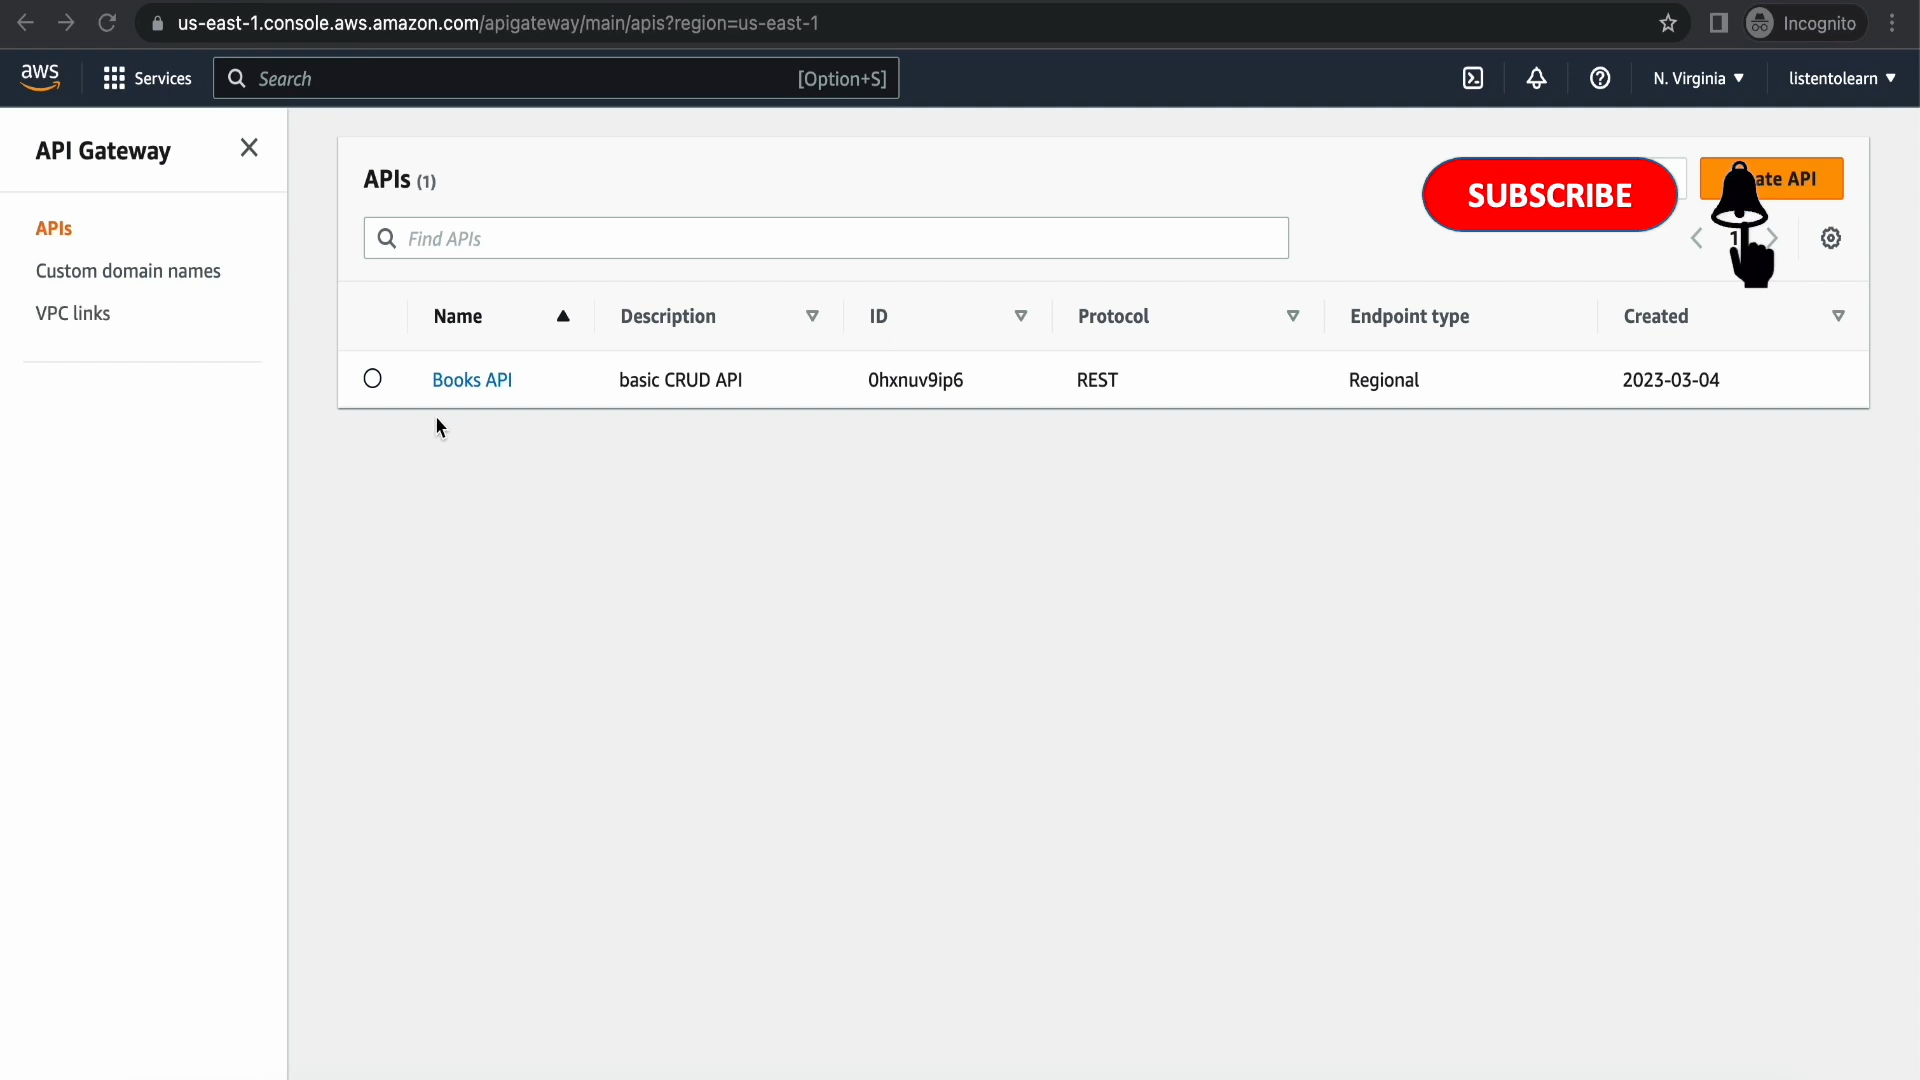 us-east-1.console.aws.amazon.com/apigateway/main/apis?region=us-east-1
Incognito
aws
Services
Search
[Option+S]
N. Virginia
listentolearn
API Gateway
APIs
Custom domain names
VPC links
APIs (1)
SUBSCRIBE
ate API
Find APIs
1
Name
Description
ID
Protocol
Endpoint type
Created
Books API
basic CRUD API
0hxnuv9ip6
REST
Regional
2023-03-04